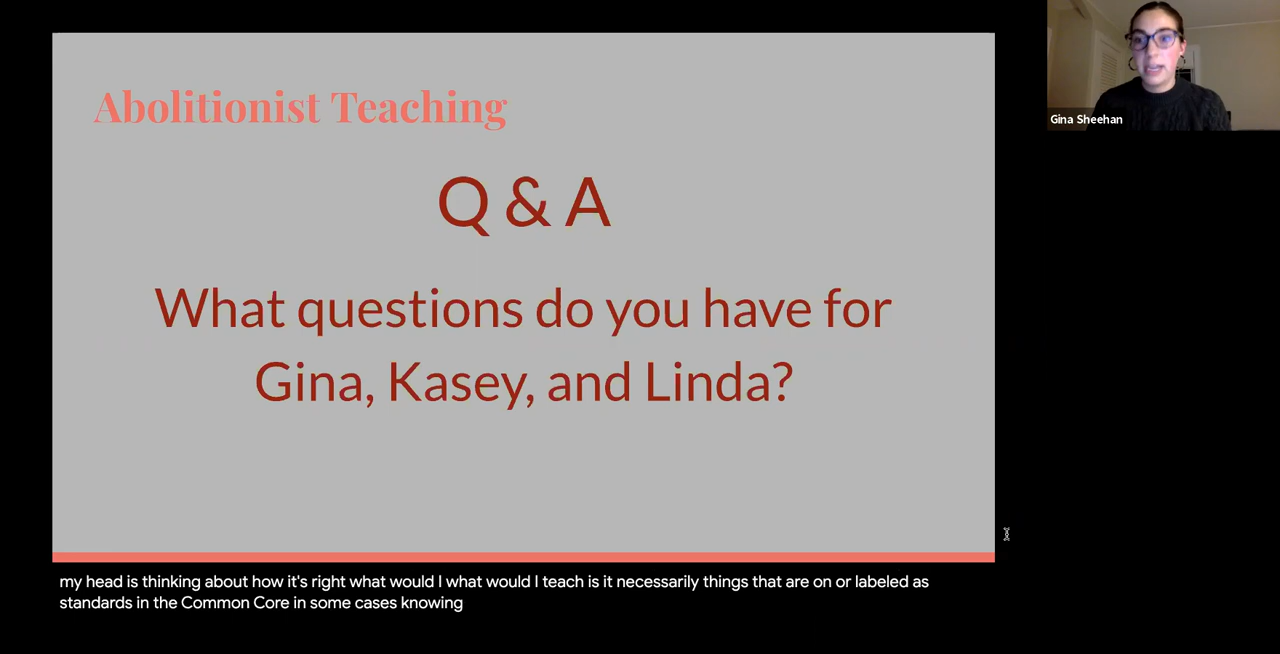 Abolitionist Teaching
Q & A
What questions do you have for
Gina, Kasey, and Linda?
Gina Sheehan
my head is thinking about how it's right what would I what would I teach is it necessarily things that are on or labeled as
standards in the Common Core in some cases knowing